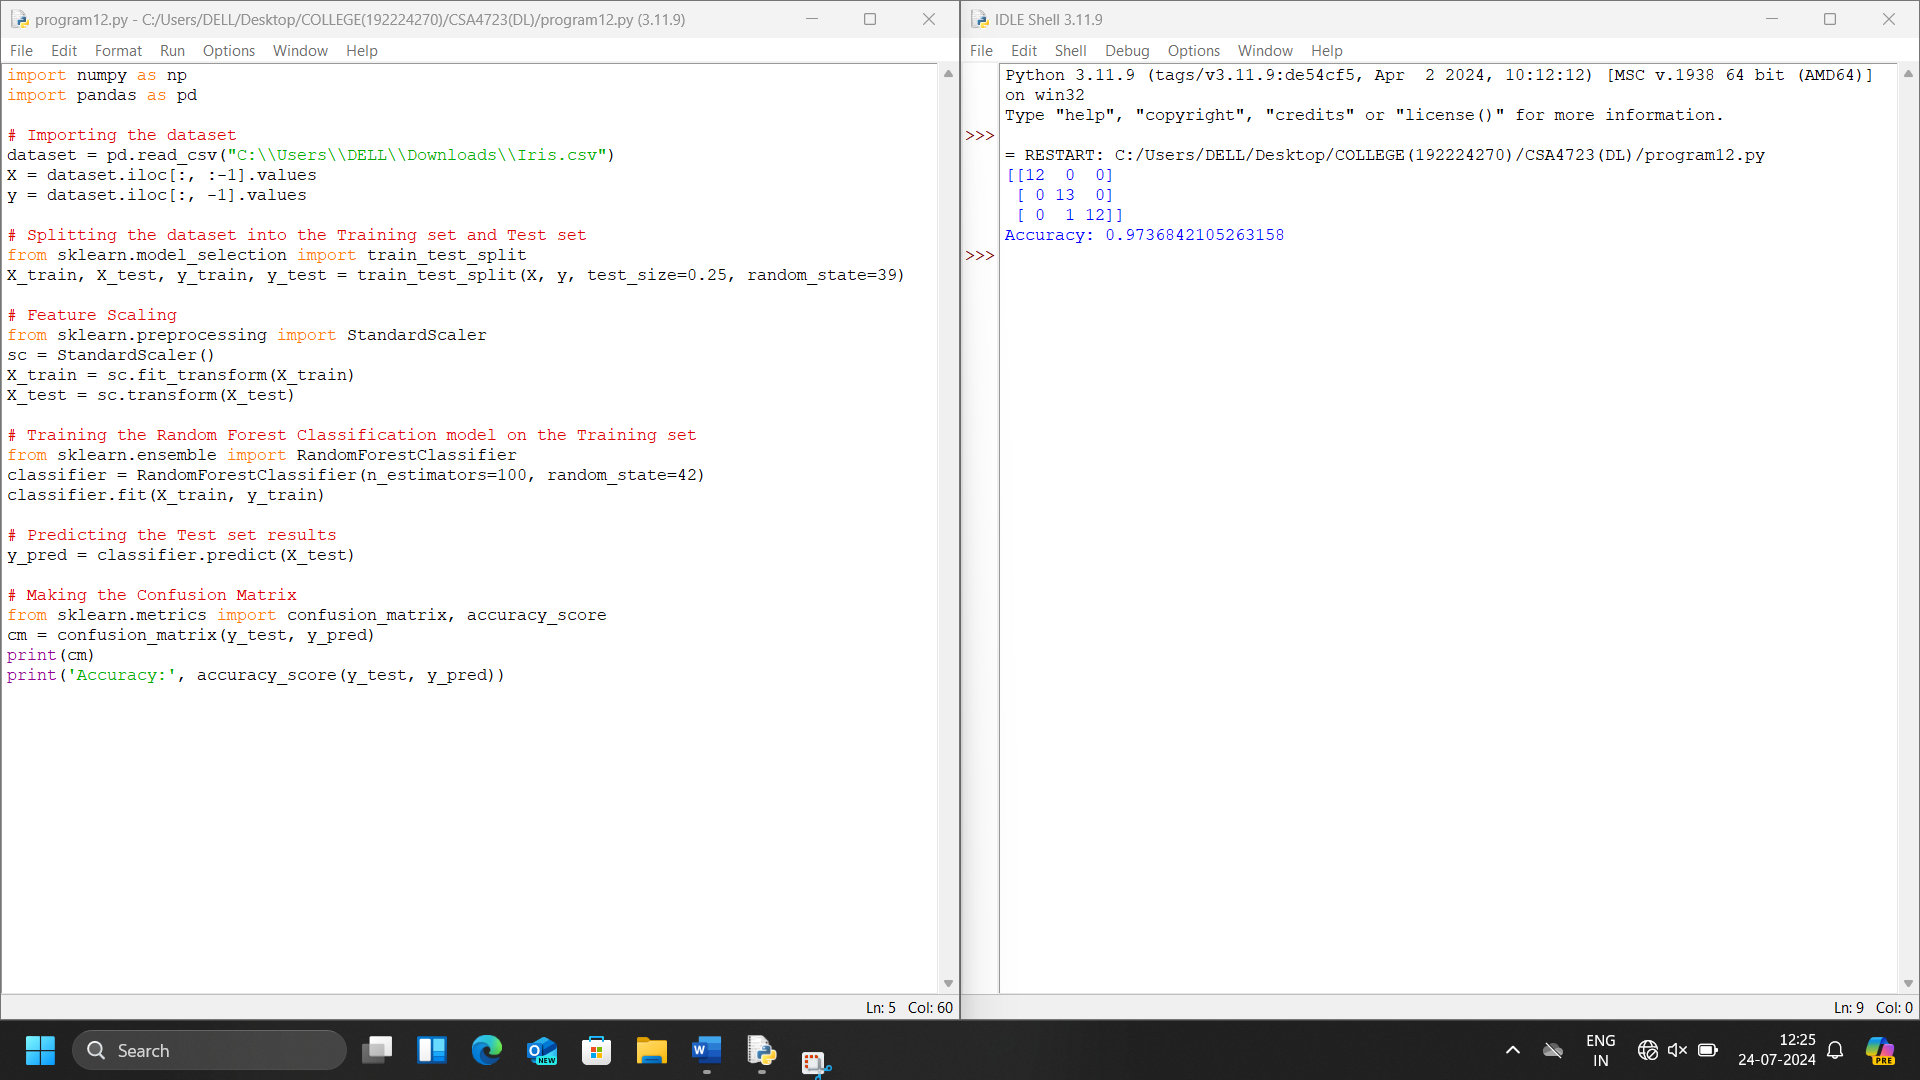 program12.py - C:/Users/DELL/Desktop/COLLEGE(192224270)/CSA4723(DL)/program12.py (3.11.9)
File Edit Format Run Options Window Help
import numpy as np
import pandas as pd

# Importing the dataset
dataset = pd.read_csv("C:\\Users\\DELL\\Downloads\\Iris.csv")
X = dataset.iloc[:, :-1].values
y = dataset.iloc[:, -1].values

# Splitting the dataset into the Training set and Test set
from sklearn.model_selection import train_test_split
X_train, X_test, y_train, y_test = train_test_split(X, y, test_size=0.25, random_state=39)

# Feature Scaling
from sklearn.preprocessing import StandardScaler
sc = StandardScaler()
X_train = sc.fit_transform(X_train)
X_test = sc.transform(X_test)

# Training the Random Forest Classification model on the Training set
from sklearn.ensemble import RandomForestClassifier
classifier = RandomForestClassifier(n_estimators=100, random_state=42)
classifier.fit(X_train, y_train)

# Predicting the Test set results
y_pred = classifier.predict(X_test)

# Making the Confusion Matrix
from sklearn.metrics import confusion_matrix, accuracy_score
cm = confusion_matrix(y_test, y_pred)
print(cm)
print('Accuracy:', accuracy_score(y_test, y_pred))
Ln: 5 Col: 60
IDLE Shell 3.11.9
File Edit Shell Debug Options Window Help
Python 3.11.9 (tags/v3.11.9:de54cf5, Apr  2 2024, 10:12:12) [MSC v.1938 64 bit (AMD64)]
on win32
Type "help", "copyright", "credits" or "license()" for more information.
>>>
= RESTART: C:/Users/DELL/Desktop/COLLEGE(192224270)/CSA4723(DL)/program12.py
[[12  0  0]
 [ 0 13  0]
 [ 0  1 12]]
Accuracy: 0.9736842105263158
>>>
Ln: 9 Col: 0
Search
NEW
W
ENG
IN
12:25
24-07-2024
PRE